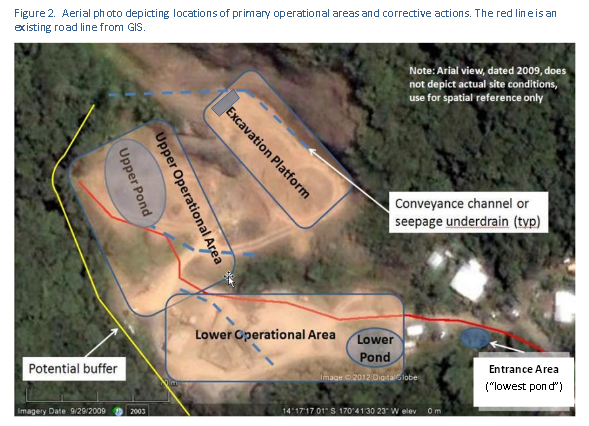 Figure 2. Aerial photo depicting locations of primary operational areas and corrective actions. The red line is an
existing road line from GIS.
Note: Arial view, dated 2009, does
not depict actual site conditions,
use for spatial reference only
Excavation Platform
Upper Operational Area
Upper Pond
Conveyance channel or
seepage underdrain (typ)
Lower Operational Area
Lower
Pond
Potential buffer
Entrance Area
("lowest pond")
Image © 2012 DigitalGlobe
Imagery Date 9/29/2009
2003
14°17'17.01" S 170°41'30.23" W elev 0 m